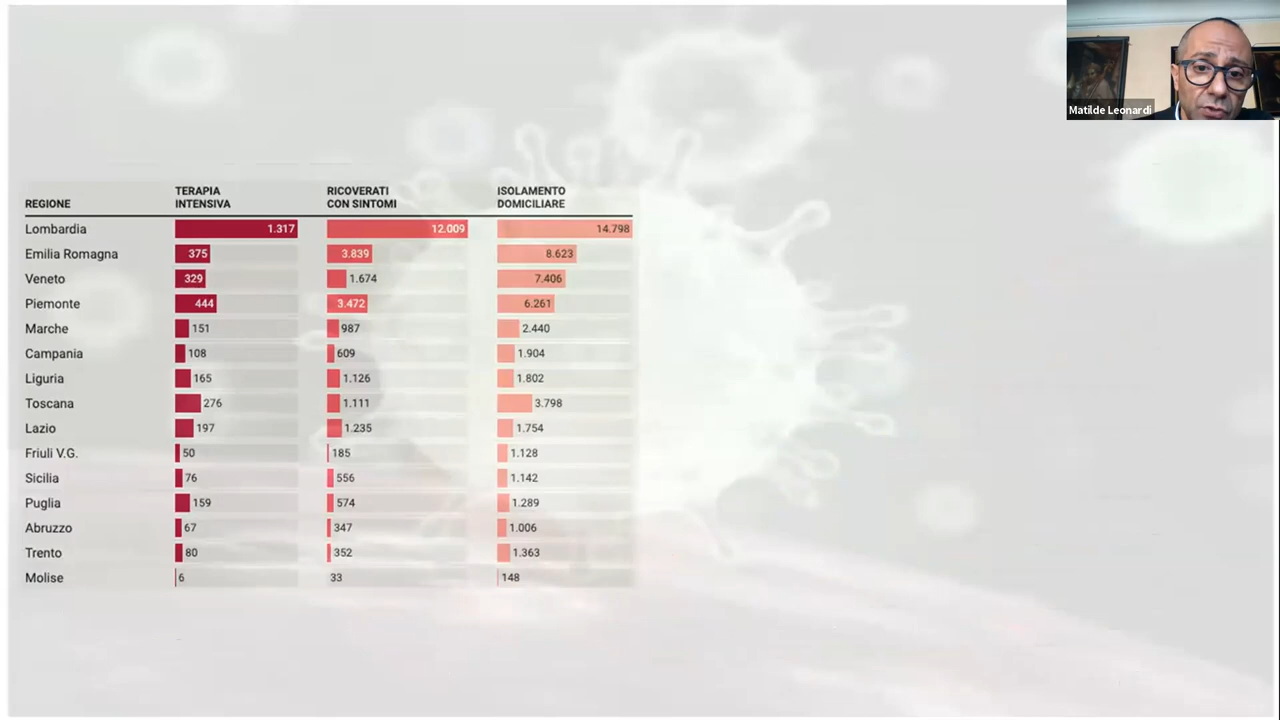 Matilde Leonardi
REGIONE TERAPIA INTENSIVA RICOVERATI CON SINTOMI ISOLAMENTO DOMICILIARE
Lombardia 1.317 12.009 14.798
Emilia Romagna 375 3.839 8.623
Veneto 329 1.674 7.406
Piemonte 444 3.472 6.261
Marche 151 987 2.440
Campania 108 609 1.904
Liguria 165 1.126 1.802
Toscana 276 1.111 3.798
Lazio 197 1.235 1.754
Friuli V.G. 50 185 1.128
Sicilia 76 556 1.142
Puglia 159 574 1.289
Abruzzo 67 347 1.006
Trento 80 352 1.363
Molise 6 33 148